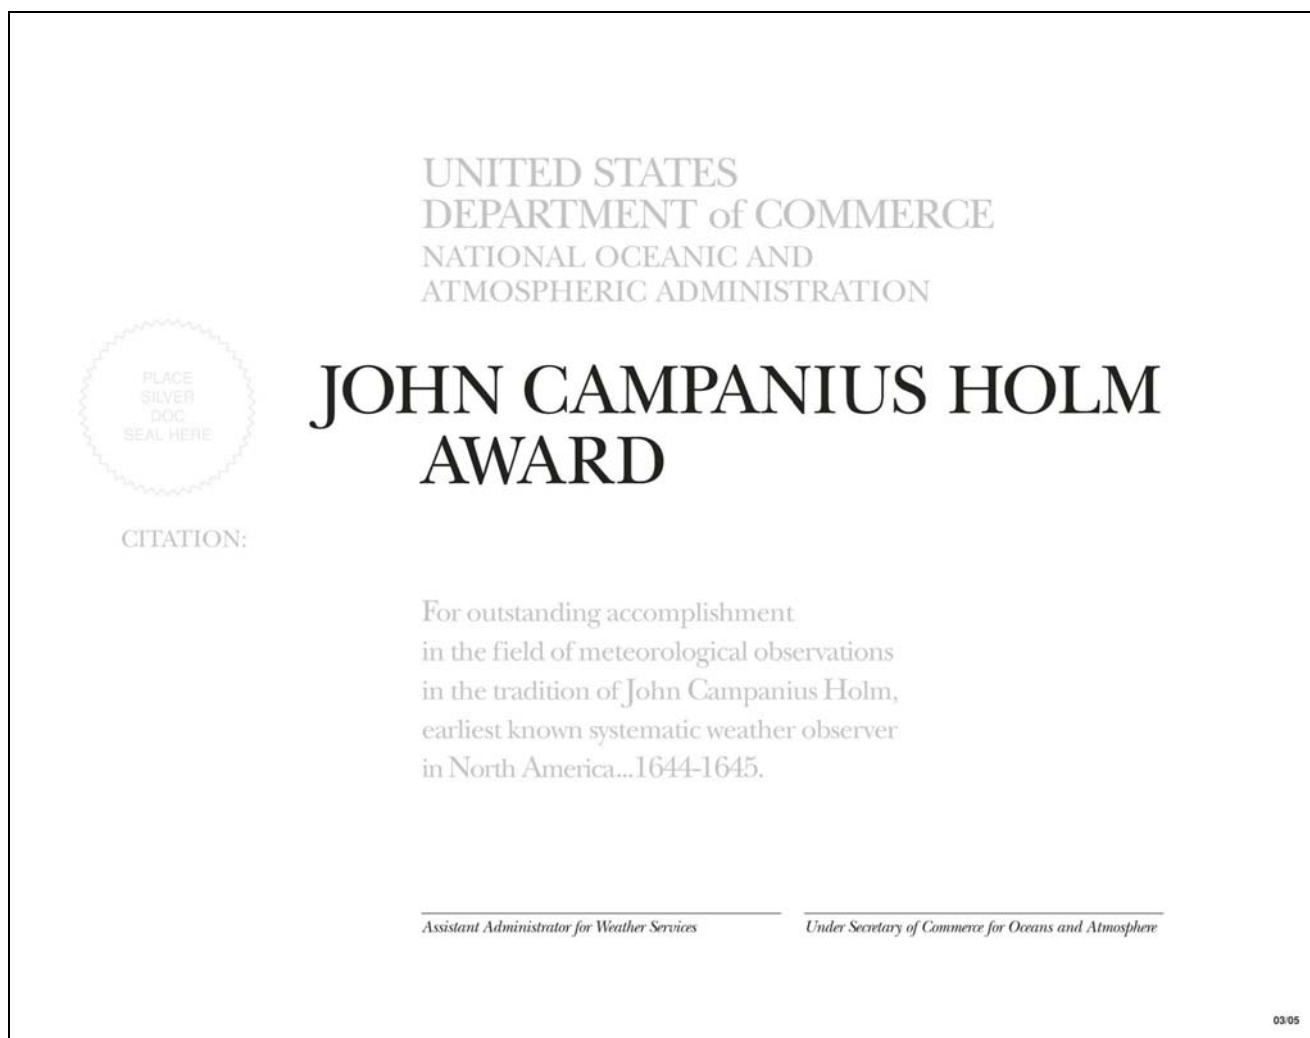 UNITED STATES
DEPARTMENT of COMMERCE
NATIONAL OCEANIC AND
ATMOSPHERIC ADMINISTRATION
PLACE
SILVER
DOC
SEAL HERE
JOHN CAMPANIUS HOLM
AWARD
CITATION:
For outstanding accomplishment
in the field of meteorological observations
in the tradition of John Campanius Holm,
earliest known systematic weather observer
in North America...1644-1645.
Assistant Administrator for Weather Services
Under Secretary of Commerce for Oceans and Atmosphere
03/05